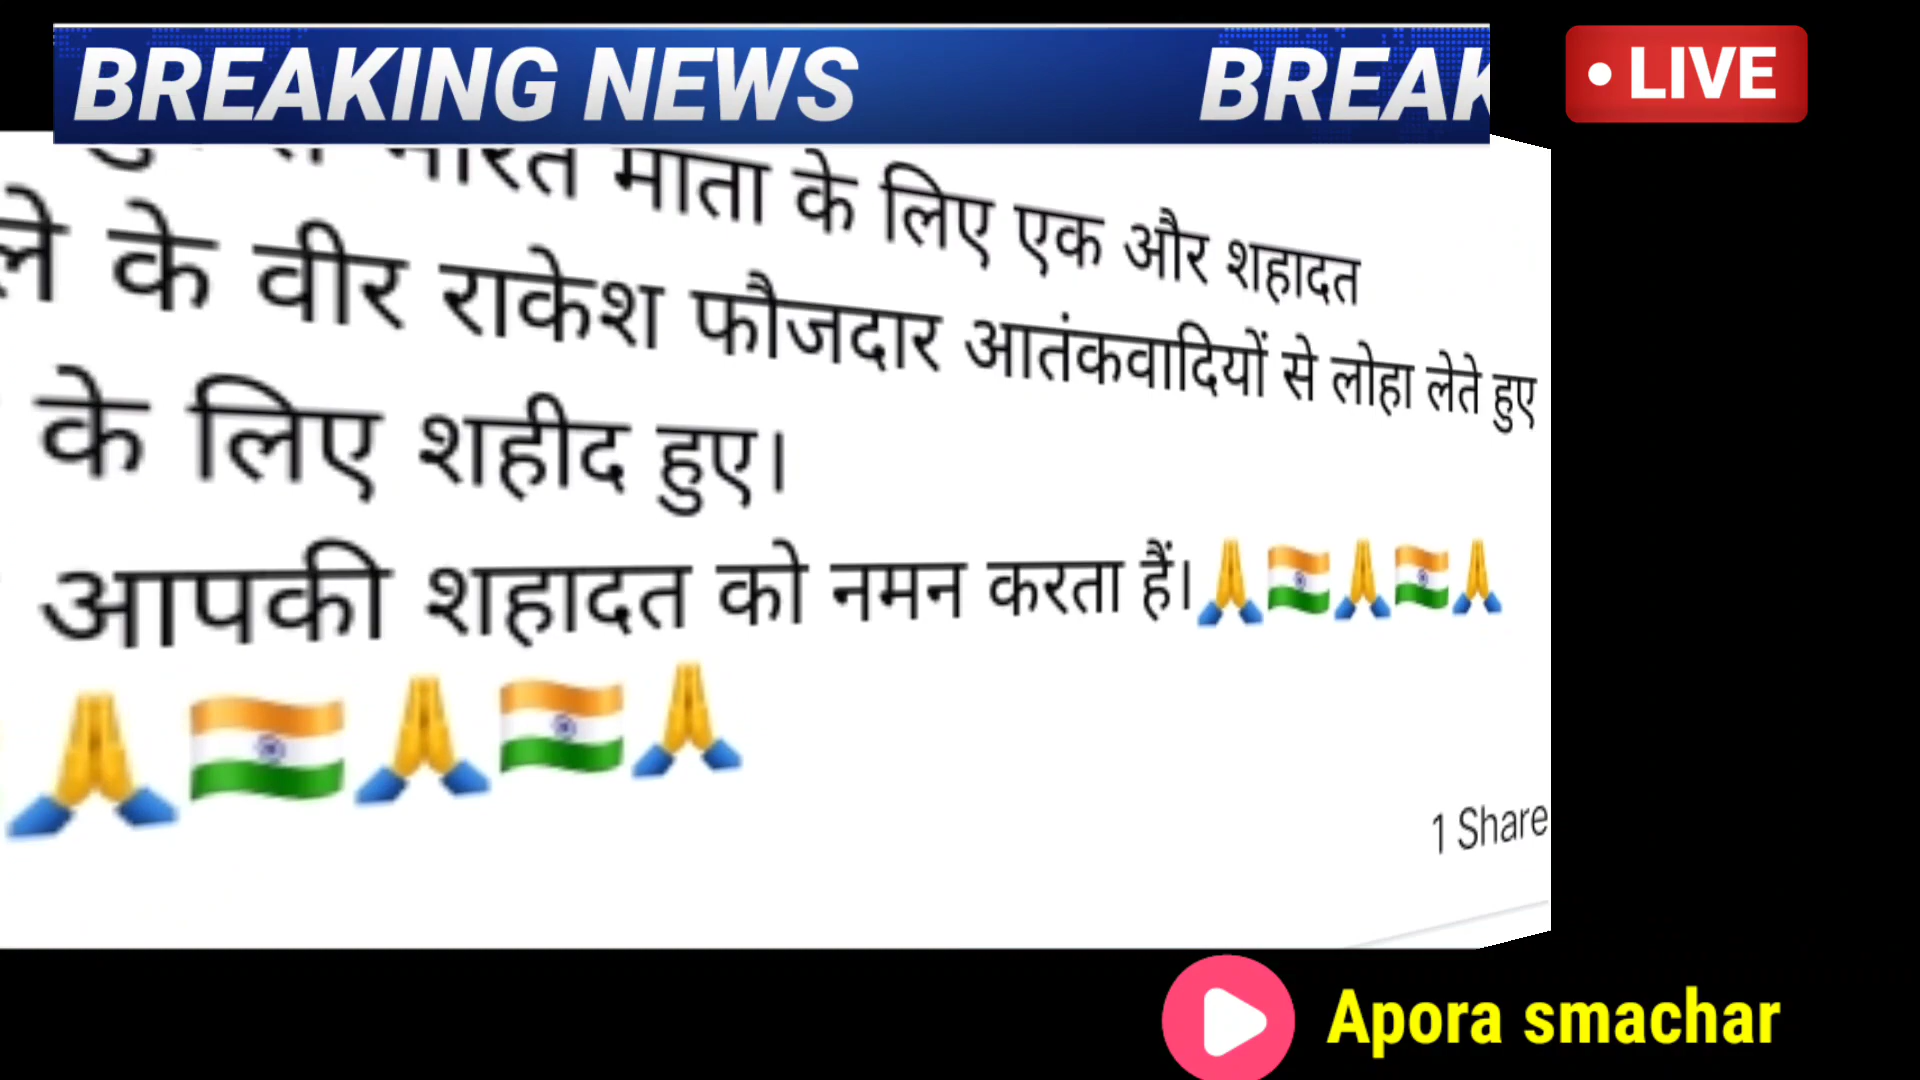 BREAKING NEWS BREAK
LIVE
भारत माता के लिए एक और शहादत
के वीर राकेश फौजदार आतंकवादियों से लोहा लेते हुए
के लिए शहीद हुए।
आपकी शहादत को नमन करता हैं।🙏🇮🇳🙏🇮🇳🙏
🙏🇮🇳🙏🇮🇳🙏
1 Share
Apora smachar